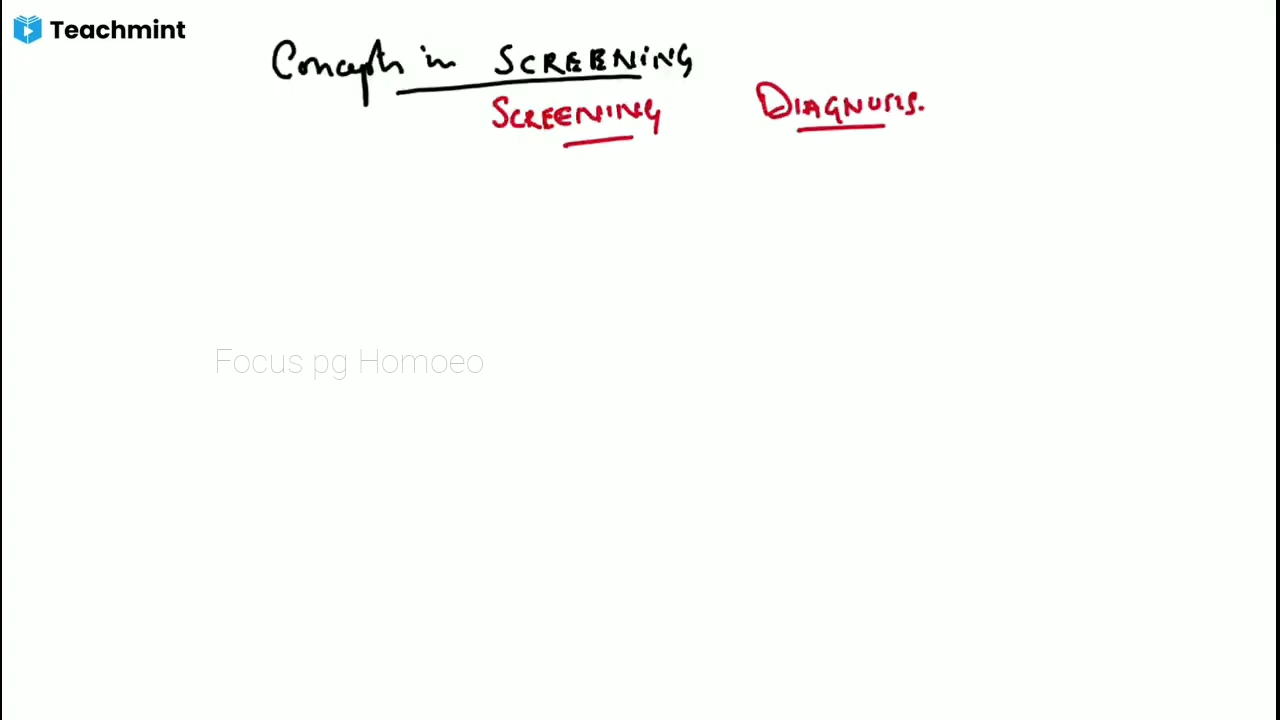 Teachmint
Concepts in SCREENING
SCREENING DIAGNOSIS.
Focus pg Homoeo